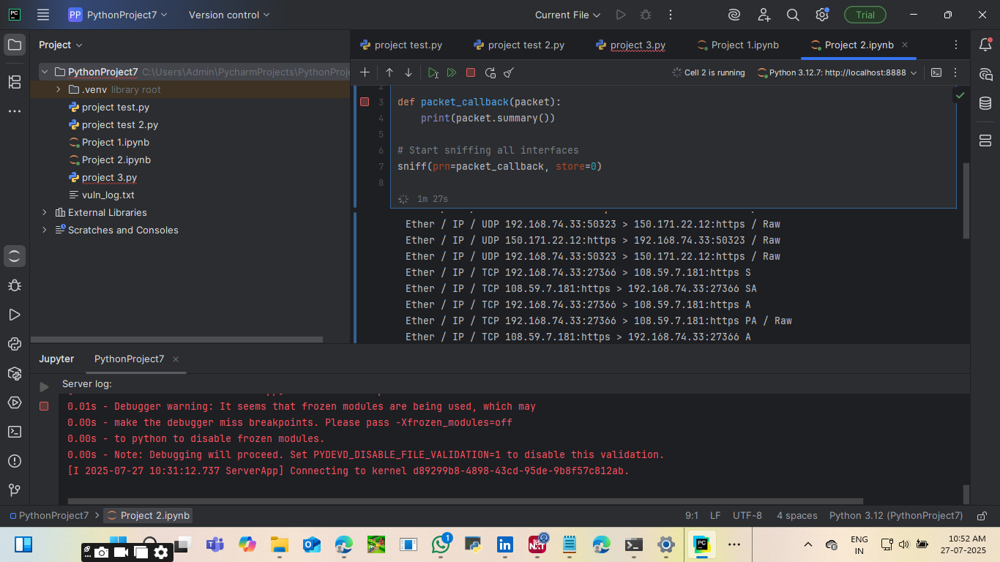 PC
PP PythonProject7
Version control
Current File
Trial
Project
project test.py
project test 2.py
project 3.py
Project 1.ipynb
Project 2.ipynb
PythonProject7 C:\Users\Admin\PycharmProjects\PythonProje
.venv library root
project test.py
project test 2.py
Project 1.ipynb
Project 2.ipynb
project 3.py
vuln_log.txt
External Libraries
Scratches and Consoles
Cell 2 is running
Python 3.12.7: http://localhost:8888
2
3 def packet_callback(packet):
4 print(packet.summary())
5
6 # Start sniffing all interfaces
7 sniff(prn=packet_callback, store=0)
8
1m 27s
Ether / IP / UDP 192.168.74.33:50323 > 150.171.22.12:https / Raw
Ether / IP / UDP 150.171.22.12:https > 192.168.74.33:50323 / Raw
Ether / IP / UDP 192.168.74.33:50323 > 150.171.22.12:https / Raw
Ether / IP / TCP 192.168.74.33:27366 > 108.59.7.181:https S
Ether / IP / TCP 108.59.7.181:https > 192.168.74.33:27366 SA
Ether / IP / TCP 192.168.74.33:27366 > 108.59.7.181:https A
Ether / IP / TCP 192.168.74.33:27366 > 108.59.7.181:https PA / Raw
Ether / IP / TCP 108.59.7.181:https > 192.168.74.33:27366 A
Jupyter
PythonProject7
Server log:
0.01s - Debugger warning: It seems that frozen modules are being used, which may
0.00s - make the debugger miss breakpoints. Please pass -Xfrozen_modules=off
0.00s - to python to disable frozen modules.
0.00s - Note: Debugging will proceed. Set PYDEVD_DISABLE_FILE_VALIDATION=1 to disable this validation.
[I 2025-07-27 10:31:12.737 ServerApp] Connecting to kernel d89299b8-4898-43cd-95de-9b8f57c812ab.
PythonProject7 > Project 2.ipynb
9:1 LF UTF-8 4 spaces Python 3.12 (PythonProject7)
1
PC
ENG
IN
10:52 AM
27-07-2025